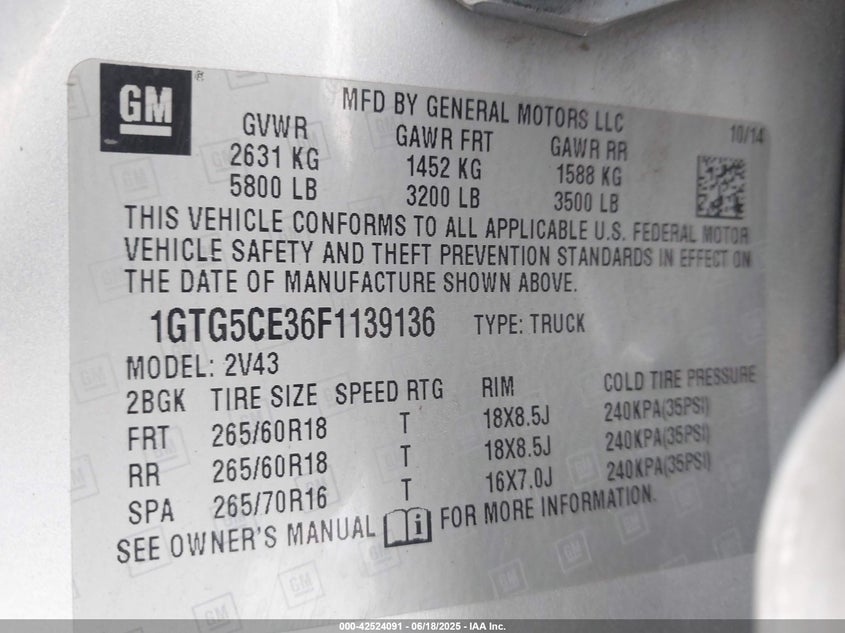 GM
®
MFD BY GENERAL MOTORS LLC
10/14
GVWR GAWR FRT GAWR RR
2631 KG 1452 KG 1588 KG
5800 LB 3200 LB 3500 LB
THIS VEHICLE CONFORMS TO ALL APPLICABLE U.S. FEDERAL MOTOR
VEHICLE SAFETY AND THEFT PREVENTION STANDARDS IN EFFECT ON
THE DATE OF MANUFACTURE SHOWN ABOVE.
1GTG5CE36F1139136 TYPE: TRUCK
MODEL: 2V43
2BGK TIRE SIZE SPEED RTG RIM COLD TIRE PRESSURE
FRT 265/60R18 T 18X8.5J 240KPA(35PSI)
RR 265/60R18 T 18X8.5J 240KPA(35PSI)
SPA 265/70R16 T 16X7.0J 240KPA(35PSI)
SEE OWNER'S MANUAL i FOR MORE INFORMATION.
000-42524091 - 06/18/2025 - IAA Inc.